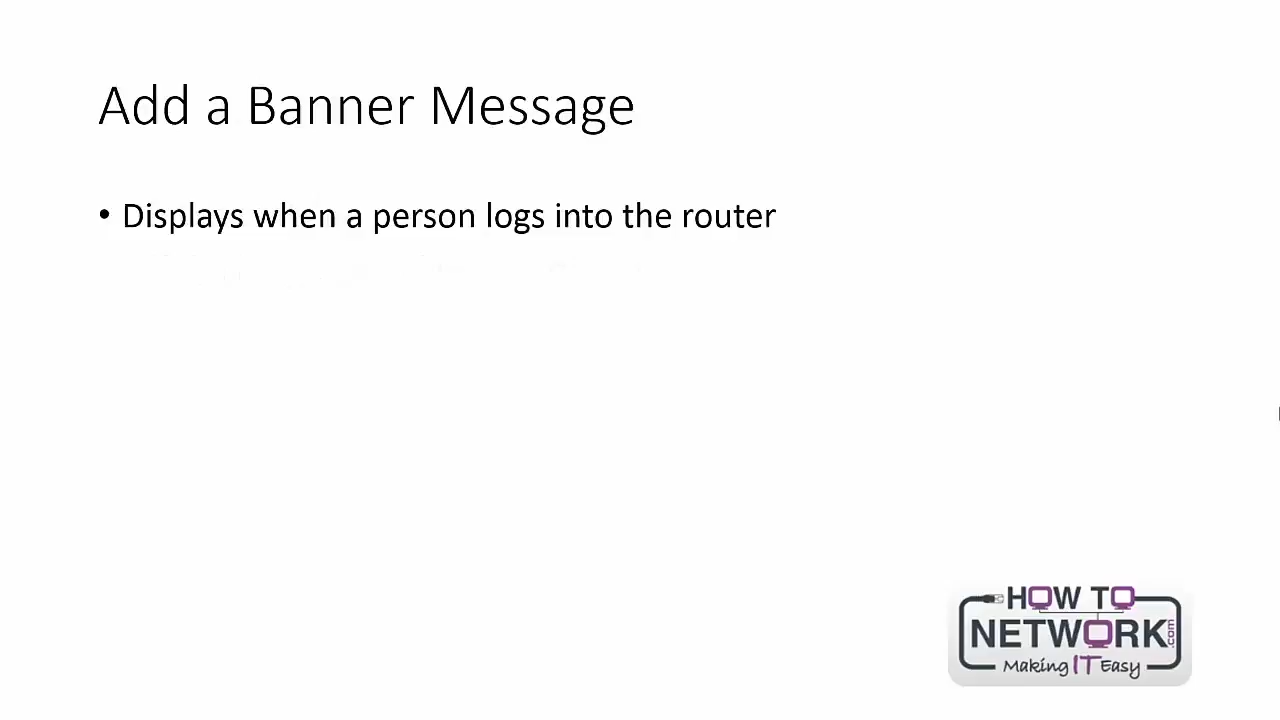 Add a Banner Message
• Displays when a person logs into the router
HOW TO
NETWORK.com
Making IT Easy